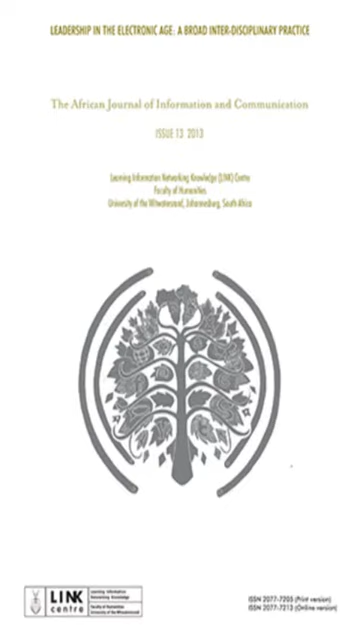 LEADERSHIP IN THE ELECTRONIC AGE: A BROAD INTER-DISCIPLINARY PRACTICE
The African Journal of Information and Communication
ISSUE 13 2013
Learning Information Networking Knowledge (LINK) Centre
Faculty of Humanities
University of the Witwatersrand, Johannesburg, South Africa
LINK
centre
Learning Information
Networking Knowledge
Faculty of Humanities
University of the Witwatersrand
ISSN 2077-7205 (Print version)
ISSN 2077-7213 (Online version)